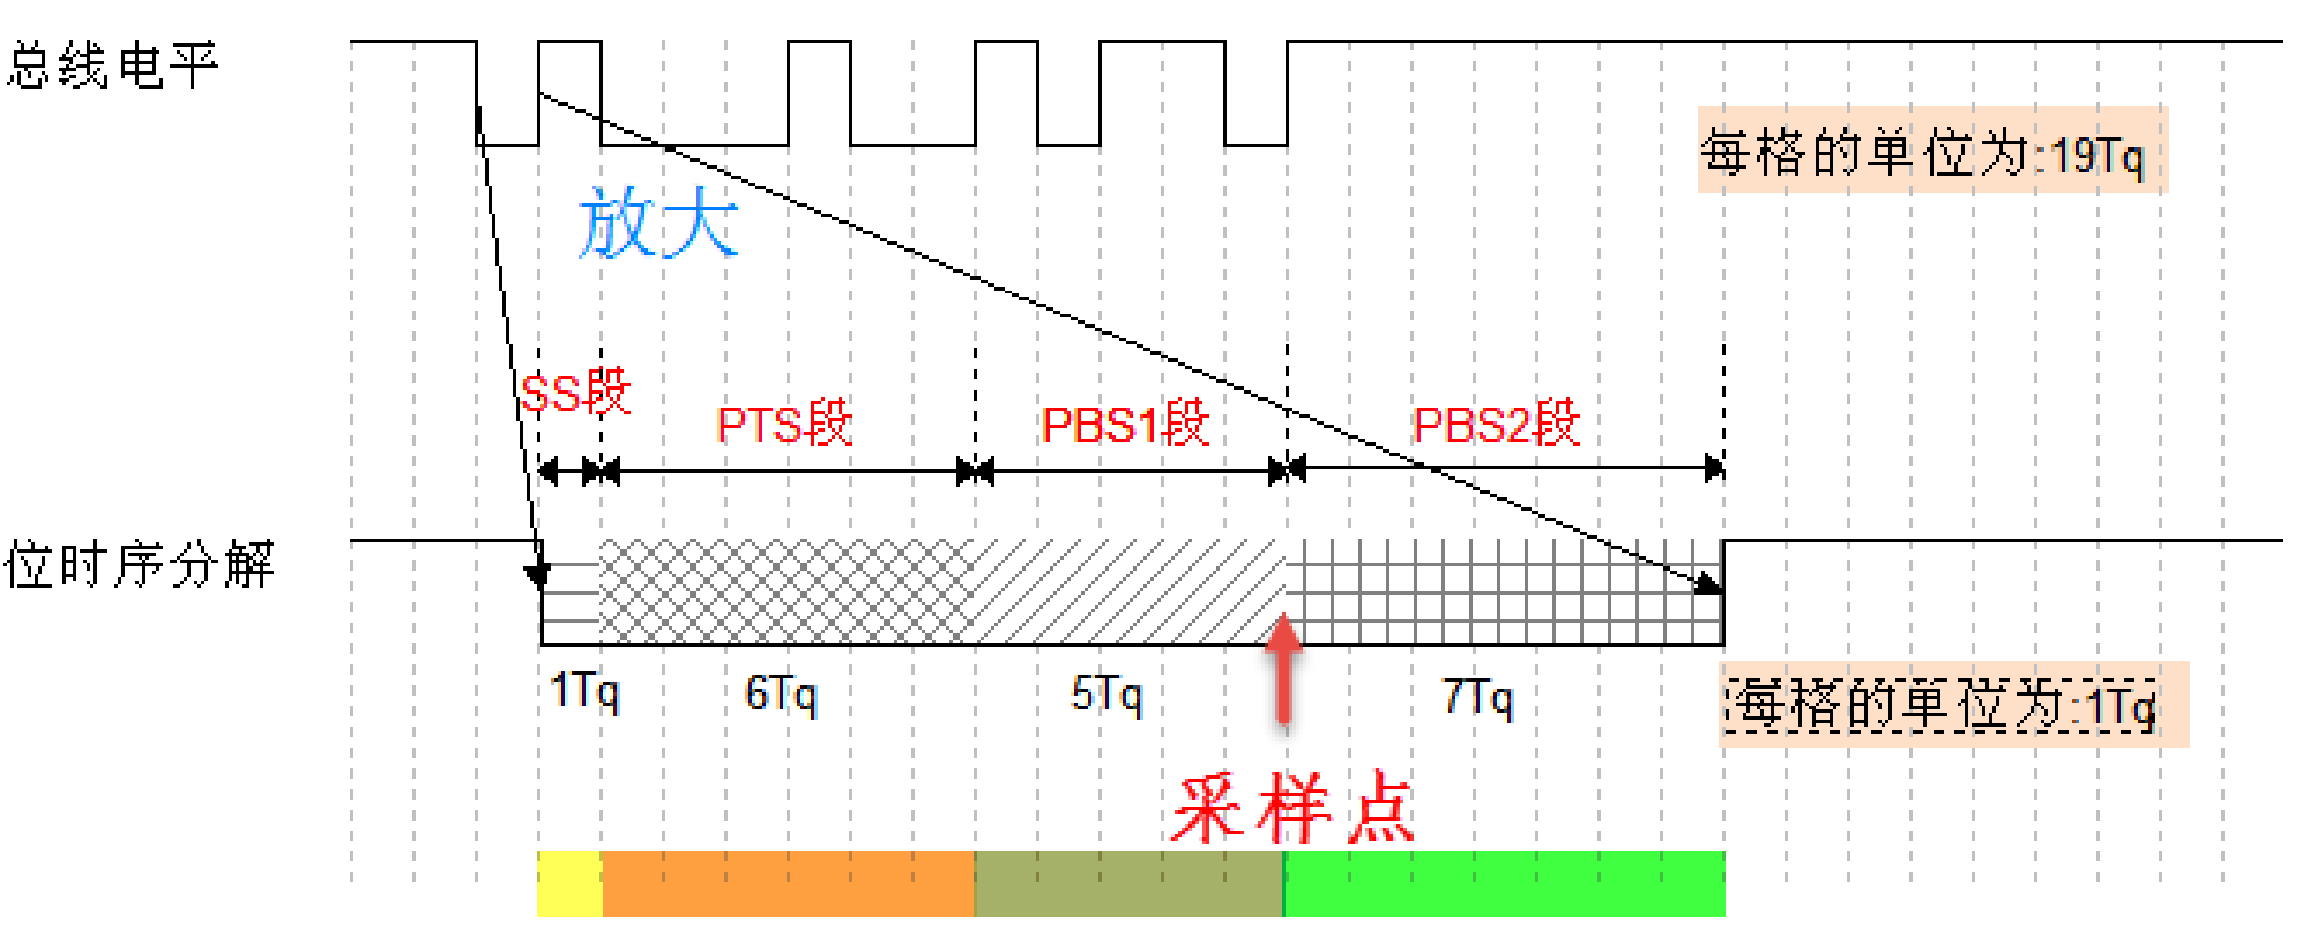 总线电平
每格的单位为:19Tq
放大
SS段
PTS段
PBS1段
PBS2段
位时序分解
1Tq
6Tq
5Tq
7Tq
每格的单位为:1Tq
采样点